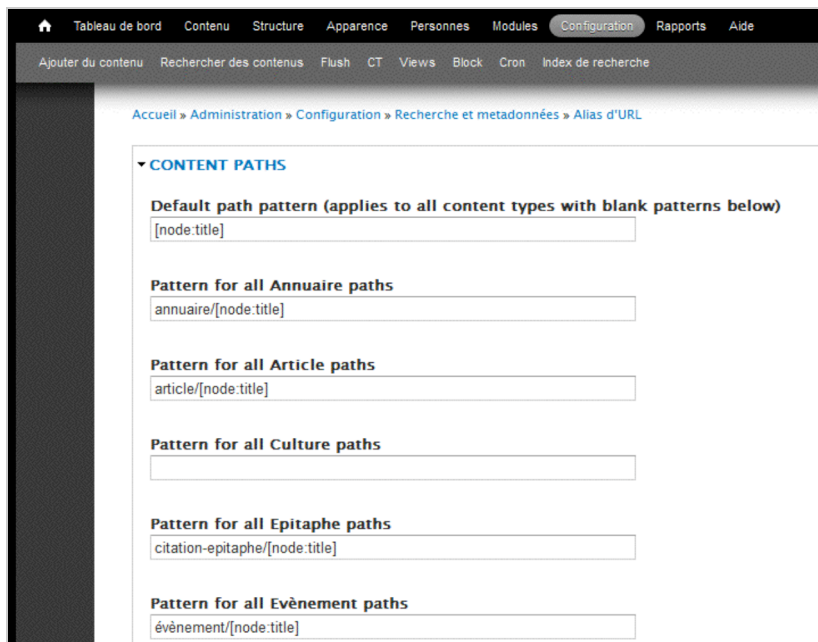 Tableau de bord Contenu Structure Apparence Personnes Modules Configuration Rapports Aide
Ajouter du contenu Rechercher des contenus Flush CT Views Block Cron Index de recherche
Accueil » Administration » Configuration » Recherche et metadonnées » Alias d'URL
CONTENT PATHS
Default path pattern (applies to all content types with blank patterns below)
[node:title]
Pattern for all Annuaire paths
annuaire/[node:title]
Pattern for all Article paths
article/[node:title]
Pattern for all Culture paths
Pattern for all Epitaphe paths
citation-epitaphe/[node:title]
Pattern for all Evènement paths
évènement/[node:title]